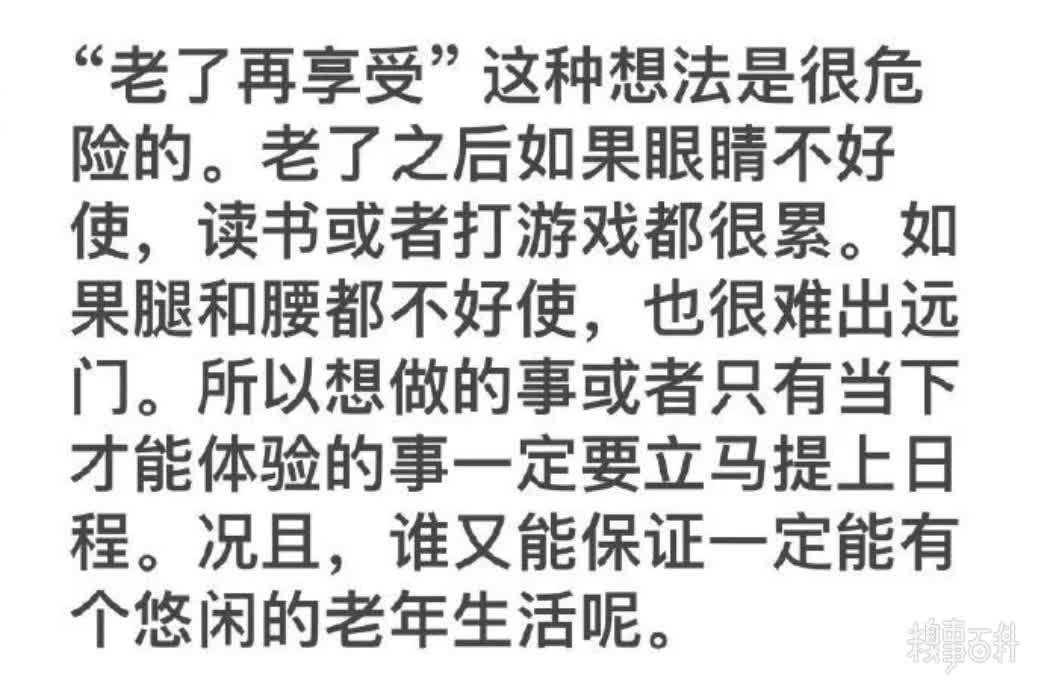 “老了再享受”这种想法是很危
险的。老了之后如果眼睛不好
使，读书或者打游戏都很累。如
果腿和腰都不好使，也很难出远
门。所以想做的事或者只有当下
才能体验的事一定要立马提上日
程。况且，谁又能保证一定能有
个悠闲的老年生活呢。
糗事百科